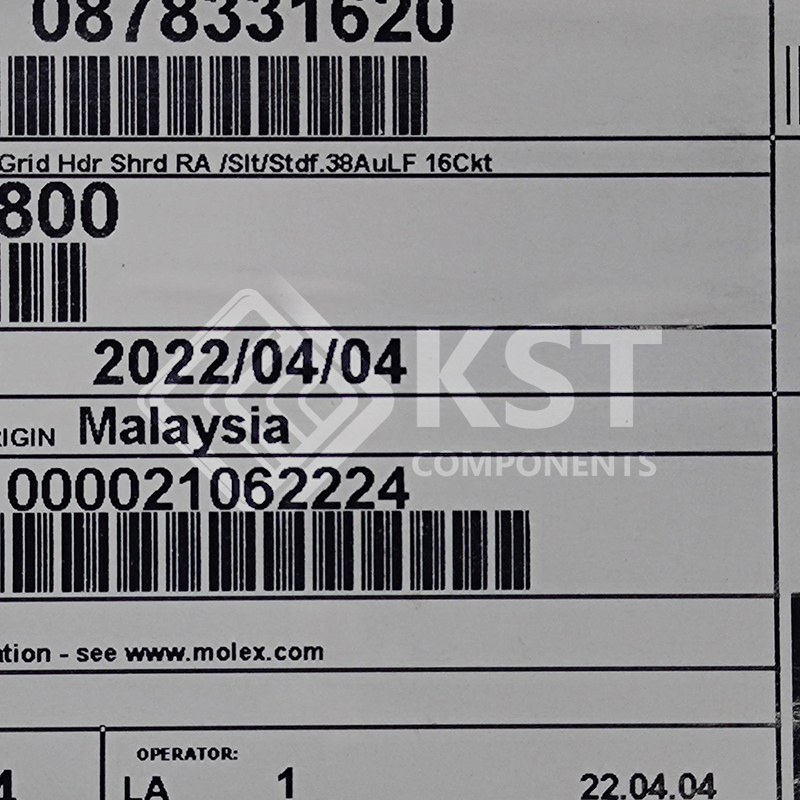 0878331620
Grid Hdr Shrd RA /Slt/Stdf.38AuLF 16Ckt
800
2022/04/04
KST
RIGIN Malaysia
COMPONENTS
000021062224
ation - see www.molex.com
OPERATOR:
LA 1 22.04.04